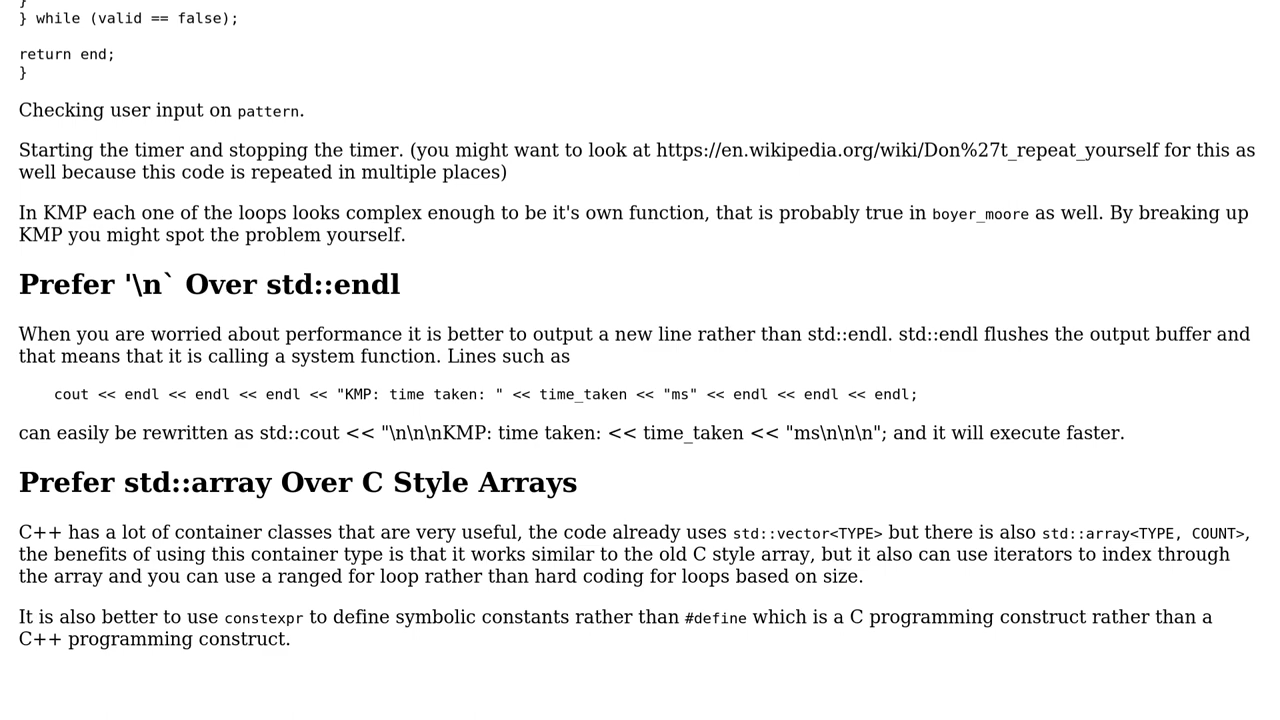 }
} while (valid == false);
return end;
}
Checking user input on pattern.
Starting the timer and stopping the timer. (you might want to look at https://en.wikipedia.org/wiki/Don%27t_repeat_yourself for this as
well because this code is repeated in multiple places)
In KMP each one of the loops looks complex enough to be it's own function, that is probably true in boyer_moore as well. By breaking up
KMP you might spot the problem yourself.
Prefer '\n` Over std::endl
When you are worried about performance it is better to output a new line rather than std::endl. std::endl flushes the output buffer and
that means that it is calling a system function. Lines such as
cout << endl << endl << endl << "KMP: time taken: " << time_taken << "ms" << endl << endl << endl;
can easily be rewritten as std::cout << "\n\n\nKMP: time taken: << time_taken << "ms\n\n\n"; and it will execute faster.
Prefer std::array Over C Style Arrays
C++ has a lot of container classes that are very useful, the code already uses std::vector<TYPE> but there is also std::array<TYPE, COUNT>,
the benefits of using this container type is that it works similar to the old C style array, but it also can use iterators to index through
the array and you can use a ranged for loop rather than hard coding for loops based on size.
It is also better to use constexpr to define symbolic constants rather than #define which is a C programming construct rather than a
C++ programming construct.